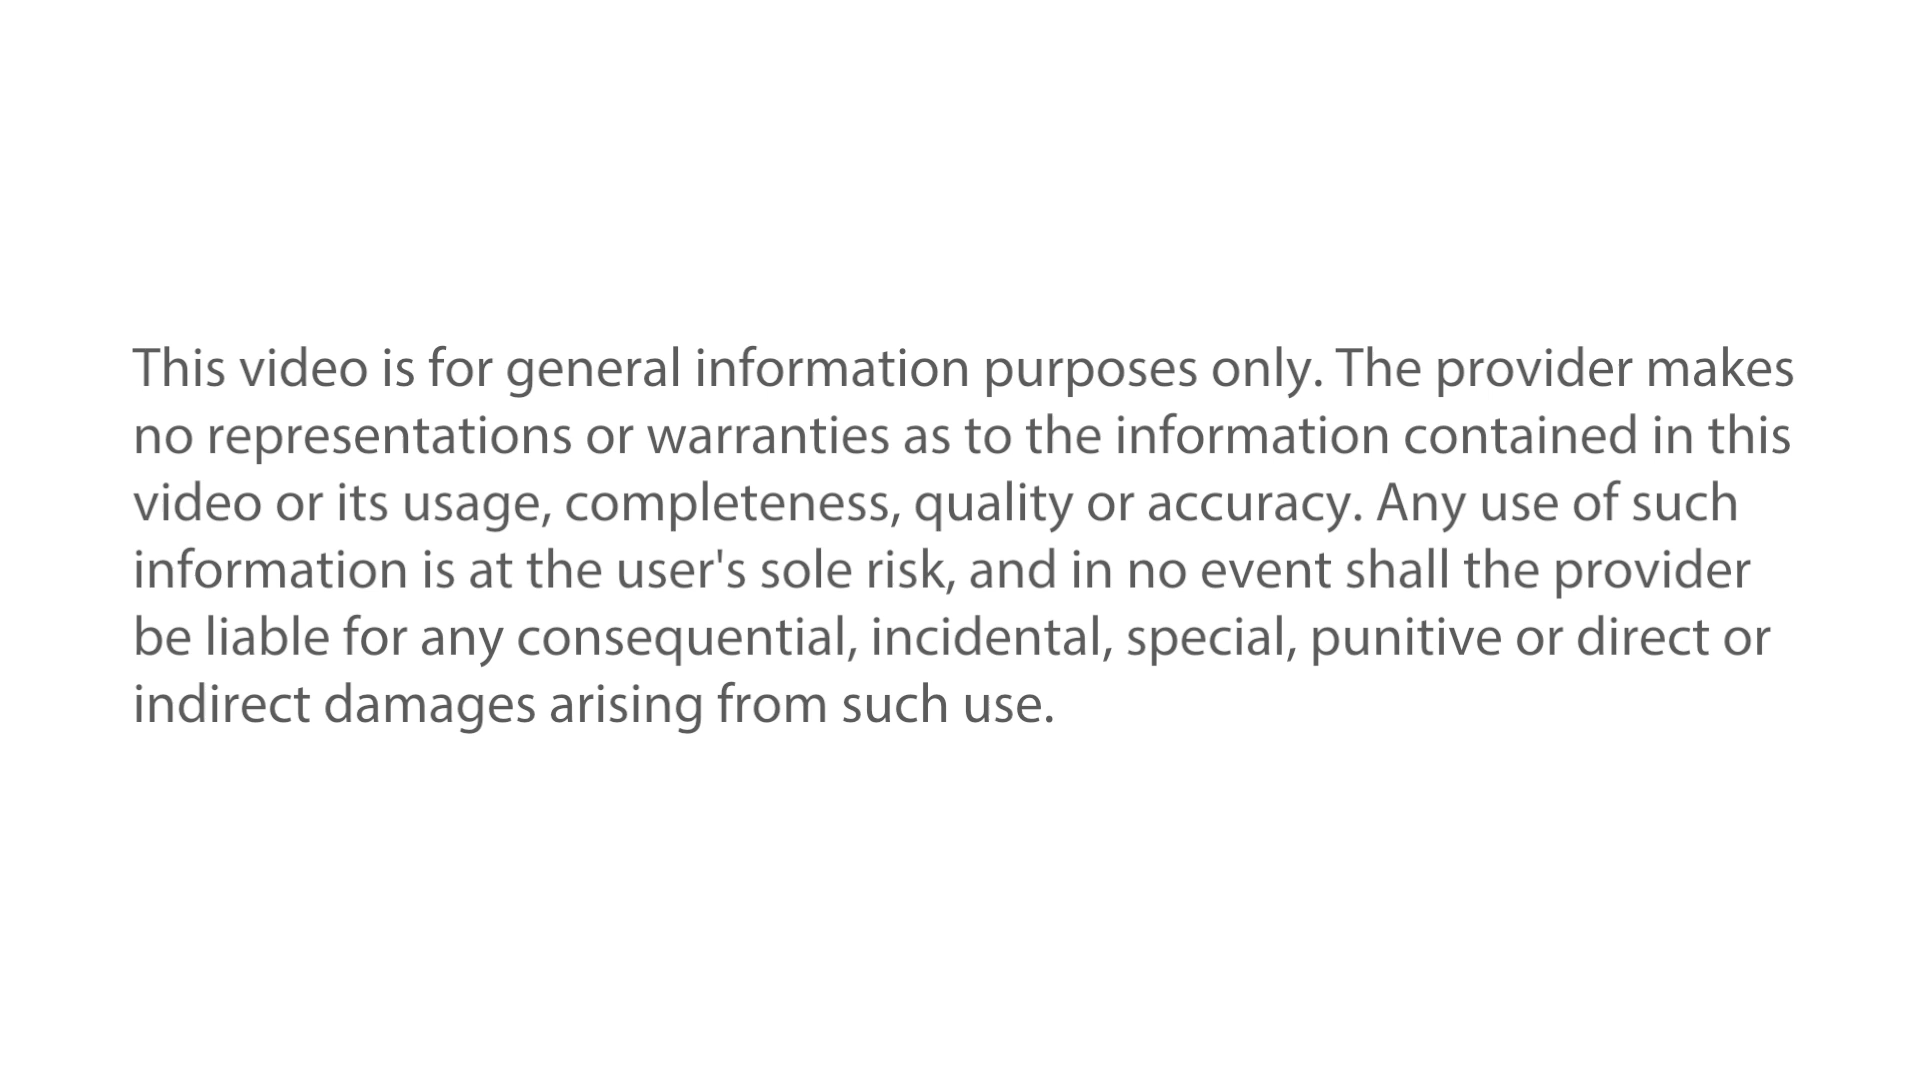 This video is for general information purposes only. The provider makes
no representations or warranties as to the information contained in this
video or its usage, completeness, quality or accuracy. Any use of such
information is at the user's sole risk, and in no event shall the provider
be liable for any consequential, incidental, special, punitive or direct or
indirect damages arising from such use.